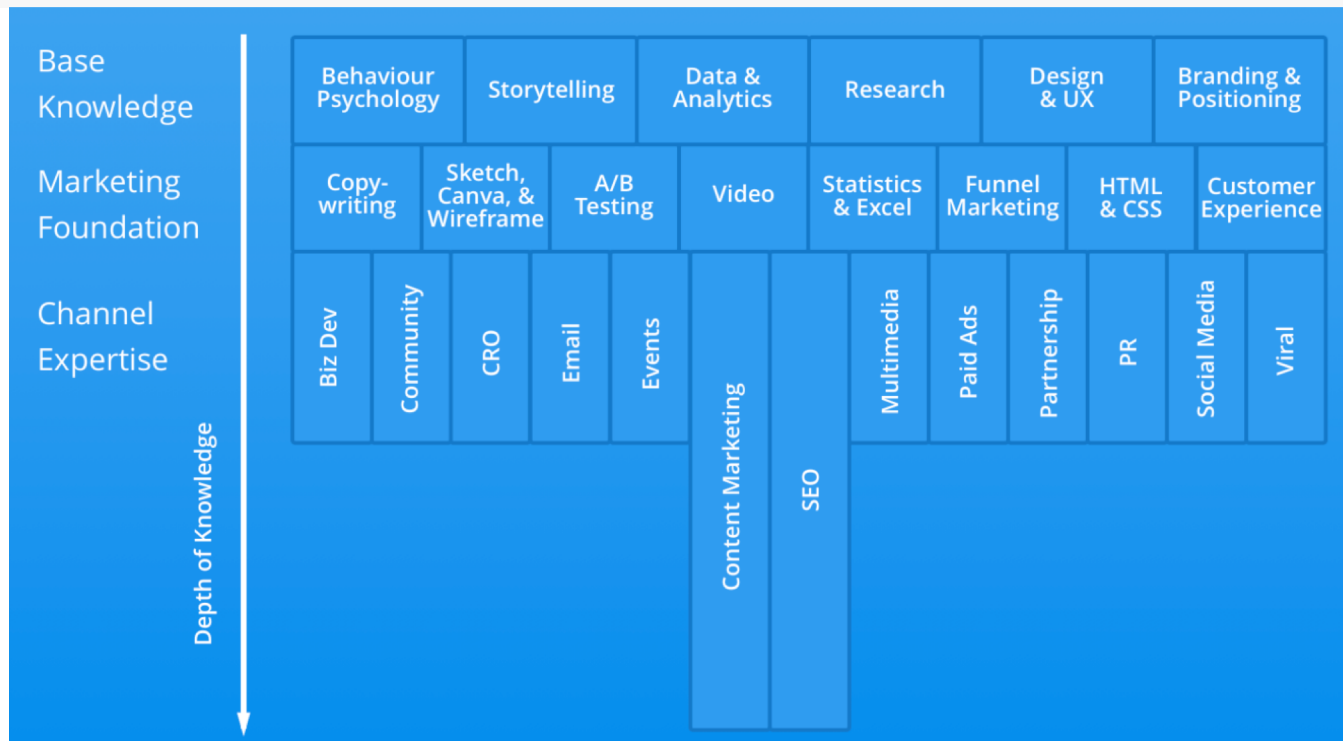 Base
Knowledge
Behaviour
Psychology
Storytelling
Data &
Analytics
Research
Design
& UX
Branding &
Positioning
Marketing
Foundation
Copy-
writing
Sketch,
Canva, &
Wireframe
A/B
Testing
Video
Statistics
& Excel
Funnel
Marketing
HTML
& CSS
Customer
Experience
Channel
Expertise
Biz Dev
Community
CRO
Email
Events
Content Marketing
SEO
Multimedia
Paid Ads
Partnership
PR
Social Media
Viral
Depth of Knowledge